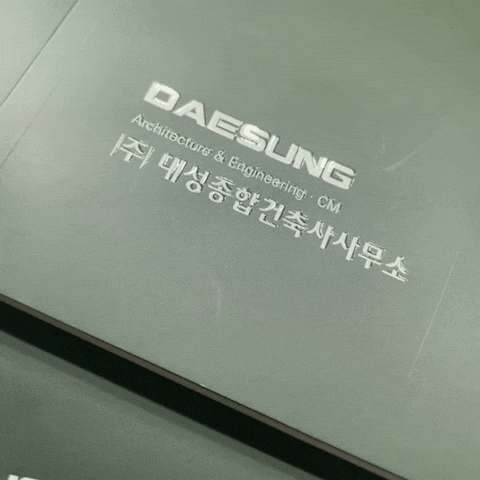 DAESUNG
Architecture & Engineering · CM
|주| 대성종합건축사사무소